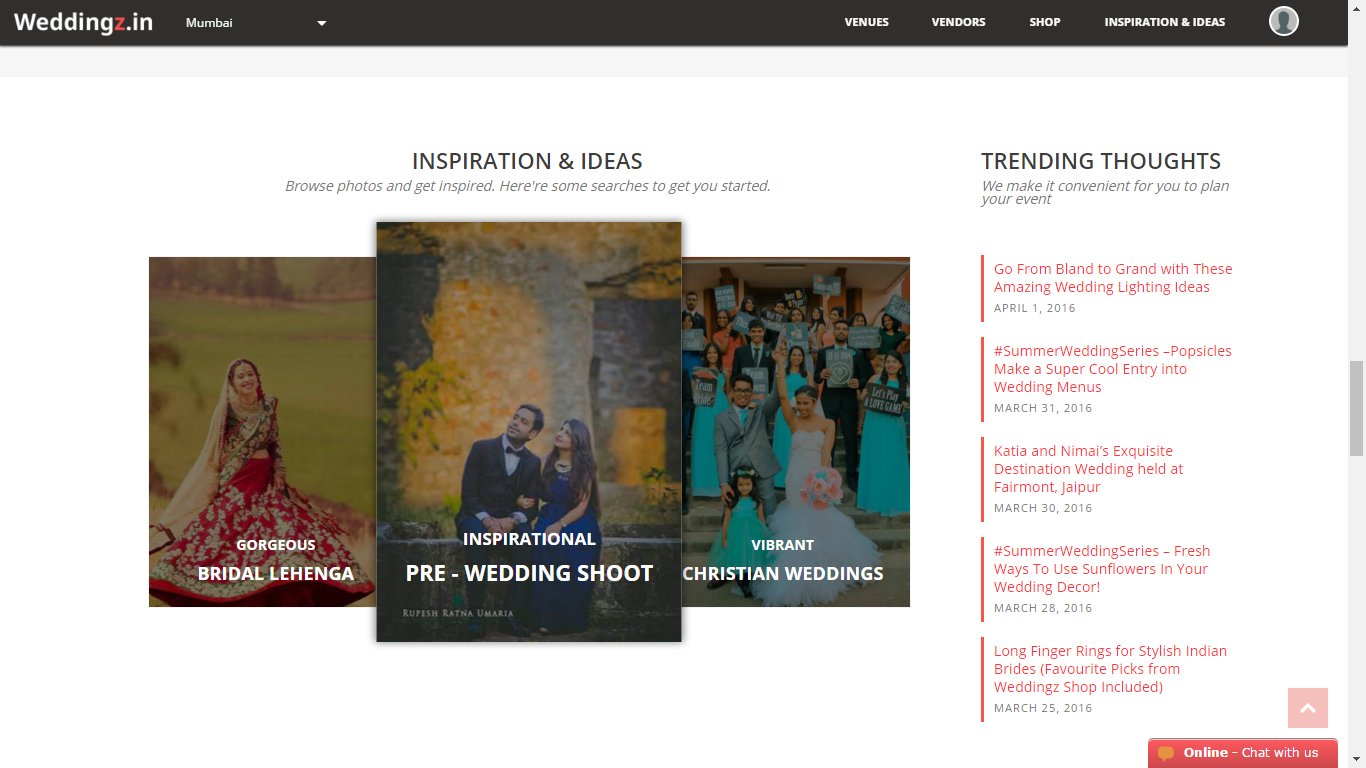 Weddingz.in
Mumbai
VENUES
VENDORS
SHOP
INSPIRATION & IDEAS
INSPIRATION & IDEAS
Browse photos and get inspired. Here're some searches to get you started.
GORGEOUS
BRIDAL LEHENGA
INSPIRATIONAL
PRE - WEDDING SHOOT
RUPESH RATNA UMARIA
Team
Bride
Let's Play
A LOVE GAME
VIBRANT
CHRISTIAN WEDDINGS
TRENDING THOUGHTS
We make it convenient for you to plan
your event
Go From Bland to Grand with These
Amazing Wedding Lighting Ideas
APRIL 1, 2016
#SummerWeddingSeries –Popsicles
Make a Super Cool Entry into
Wedding Menus
MARCH 31, 2016
Katia and Nimai’s Exquisite
Destination Wedding held at
Fairmont, Jaipur
MARCH 30, 2016
#SummerWeddingSeries – Fresh
Ways To Use Sunflowers In Your
Wedding Decor!
MARCH 28, 2016
Long Finger Rings for Stylish Indian
Brides (Favourite Picks from
Weddingz Shop Included)
MARCH 25, 2016
Online - Chat with us